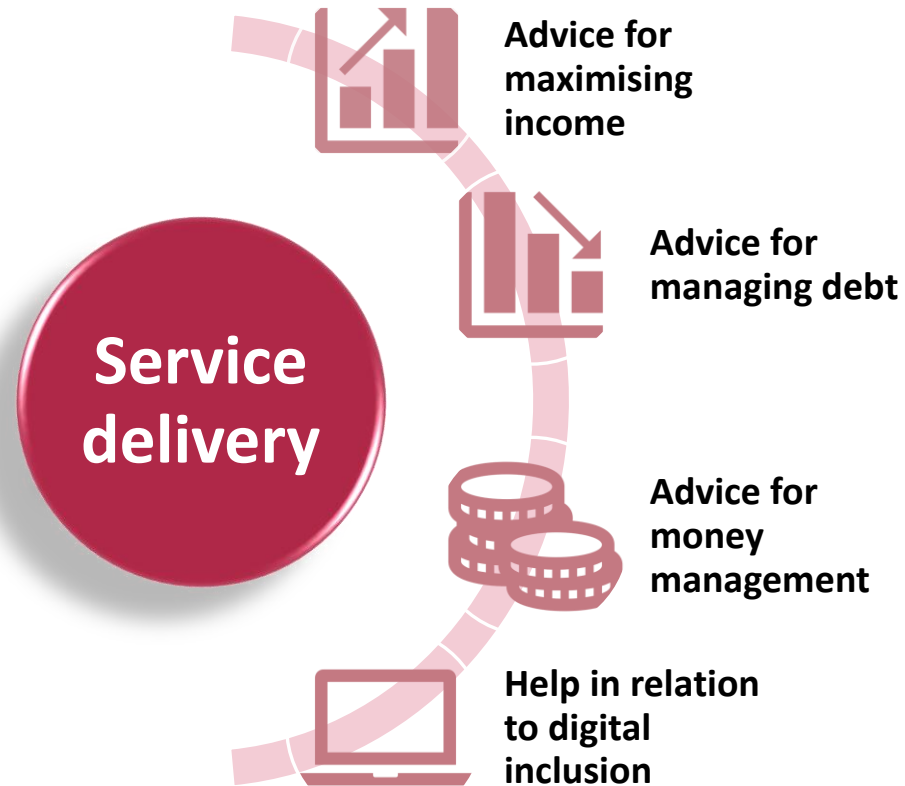 Service
delivery
Advice for
maximising
income
Advice for
managing debt
Advice for
money
management
Help in relation
to digital
inclusion